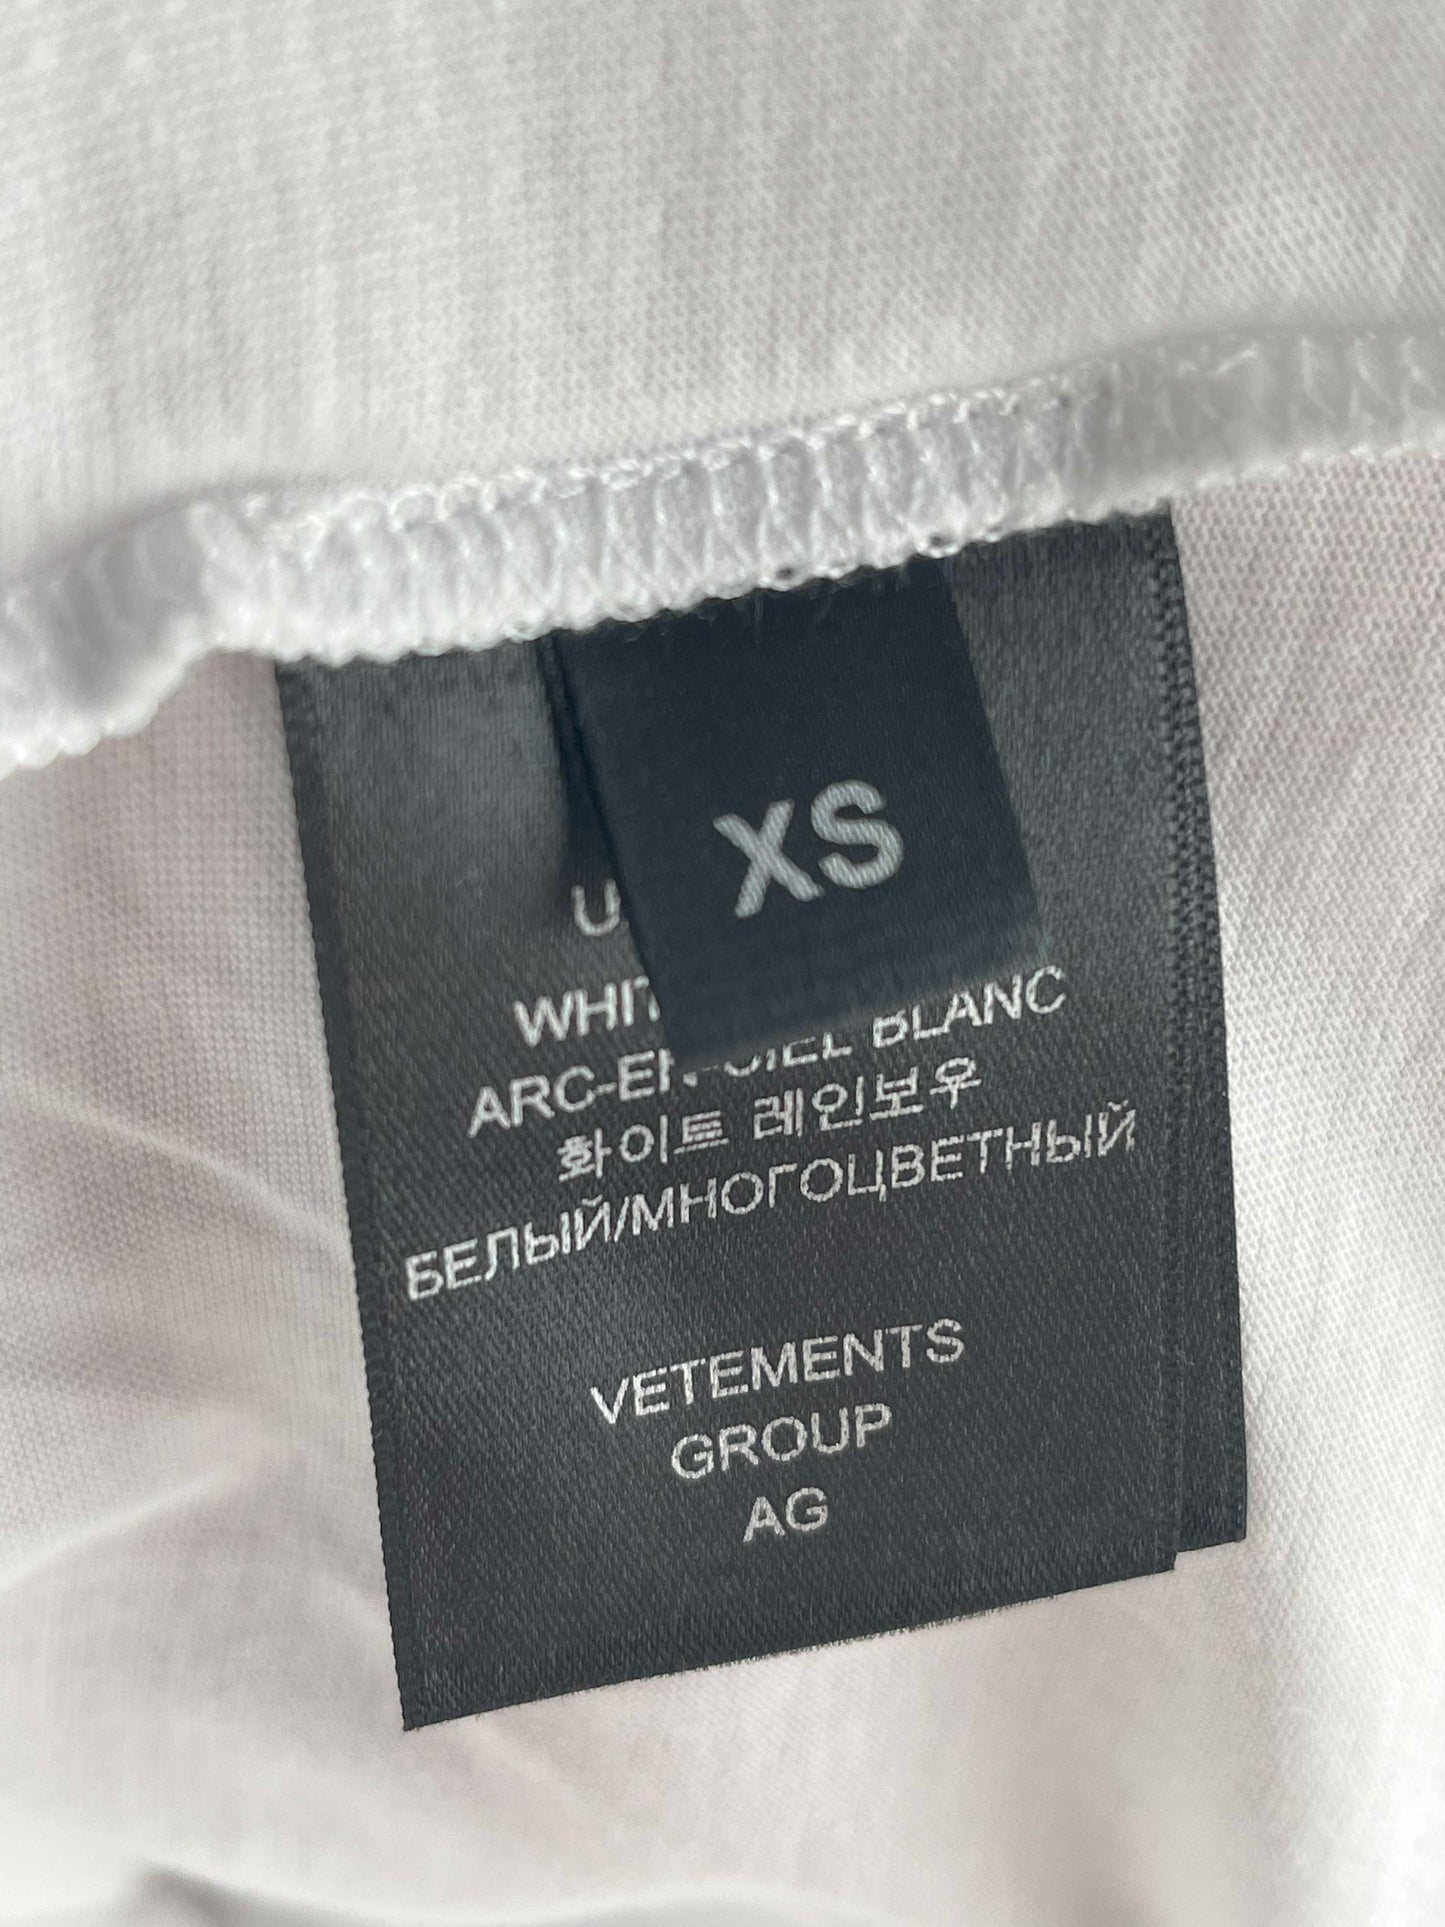 XS
ARC-EN-CIEL BLANC
화이트 레인보우
БЕЛЫЙ/МНОГОЦВЕТНЫЙ
VETEMENTS
GROUP
AG